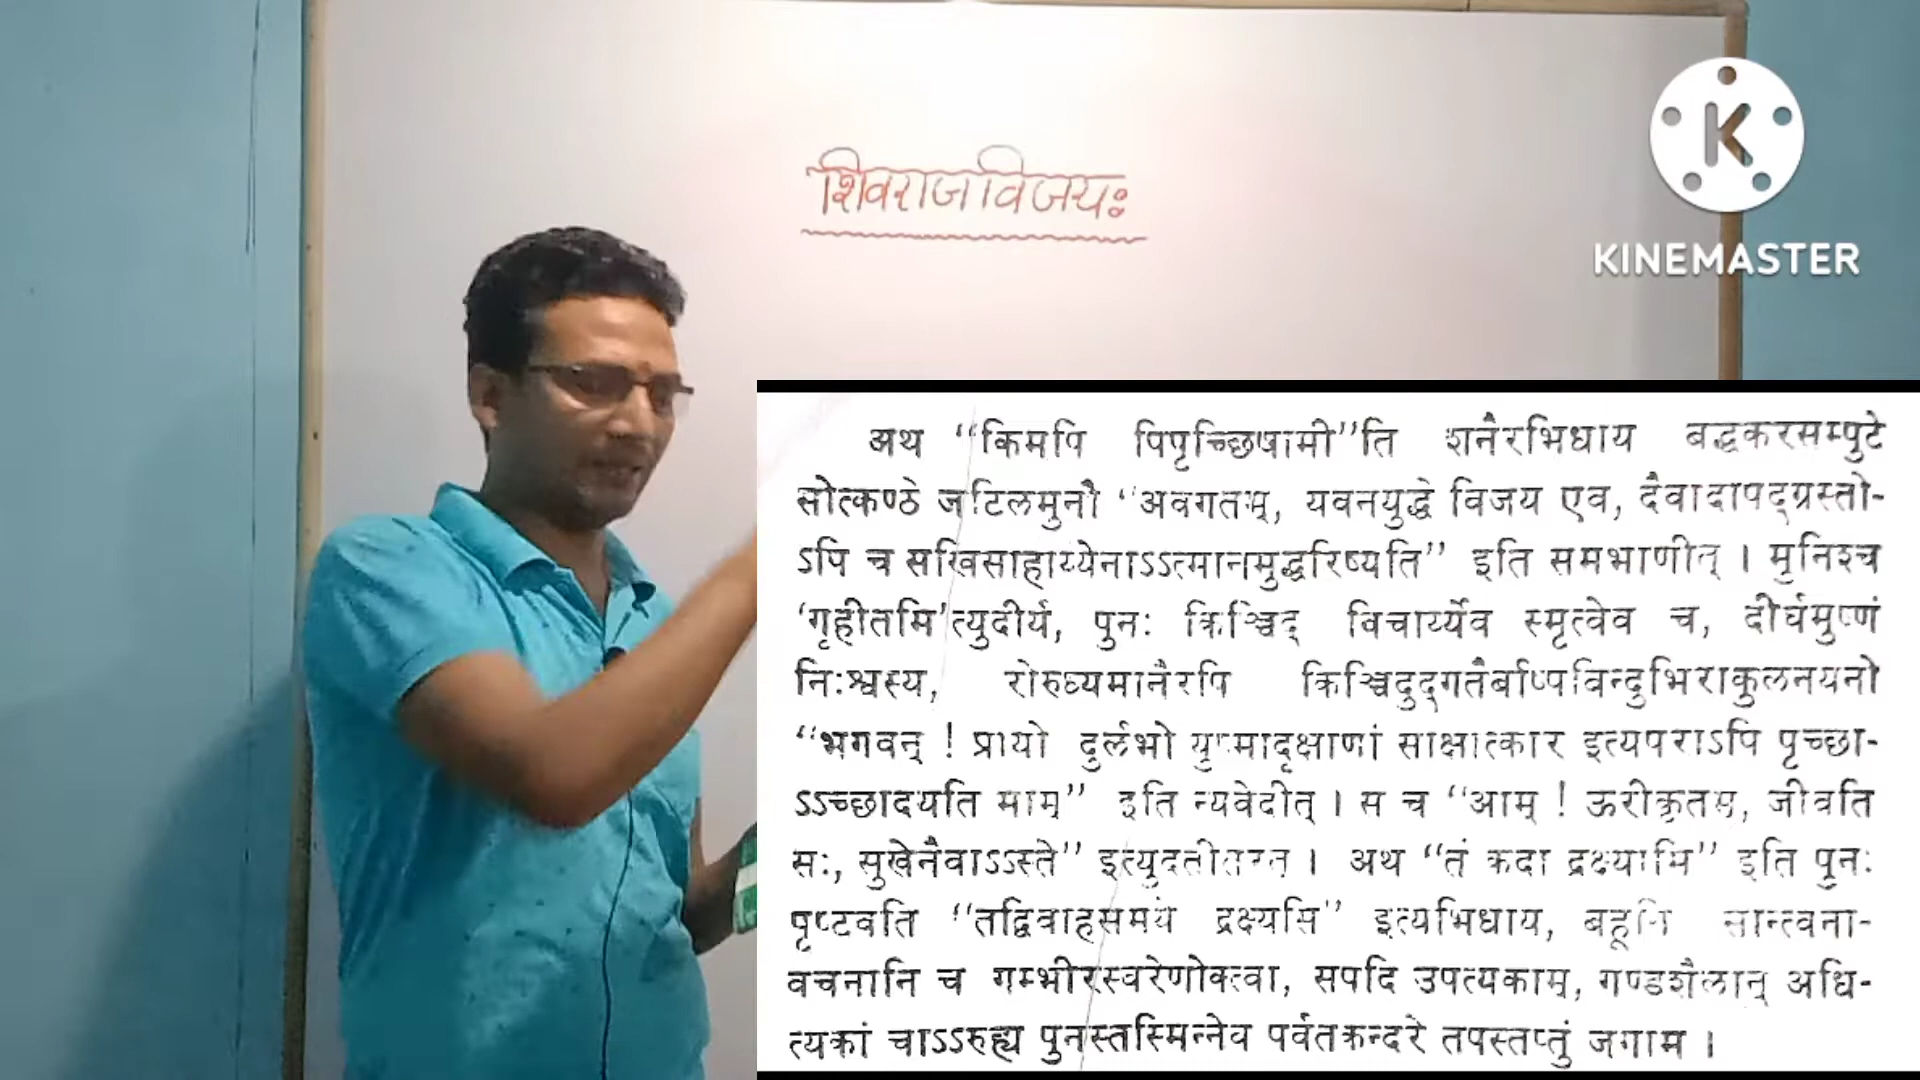 शिवराजविजयः
KINEMASTER
अथ “किमपि पिपृच्छिषामी”ति शनैरभिधाय बद्धकरसम्पुटे
सोत्कण्ठे जटिलमुनौ “अवगतम्, यवनयुद्धे विजय एव, दैवादापद्ग्रस्तो-
ऽपि च सखिसाहाय्येनाऽऽत्मानमुद्धरिष्यति” इति समभाणीत् । मुनिश्च
‘गृहीतमि’त्युदीर्य, पुनः किञ्चिद् विचार्य्येव स्मृत्वेव च, दीर्घमुष्णं
निःश्वस्य, रोरुध्यमानैरपि किञ्चिदुद्गतैर्बाष्पविन्दुभिराकुलनयनो
“भगवन् ! प्रायो दुर्लभो युष्मादृक्षाणां साक्षात्कार इत्यपराऽपि पृच्छा-
ऽऽच्छादयति माम्” इति न्यवेदीत् । स च “आम् ! ऊरीकृतम्, जीवति
सः, सुखेनैवाऽऽस्ते” इत्युदतीतरत् । अथ “तं कदा द्रक्ष्यामि” इति पुनः
पृष्टवति “तद्विवाहसमये द्रक्ष्यसि” इत्यभिधाय, बहूनि सान्त्वना-
वचनानि च गम्भीरस्वरेणोक्त्वा, सपदि उपत्यकाम्, गण्डशैलान् अधि-
त्यकां चाऽऽरुह्य पुनस्तस्मिन्नेव पर्वतकन्दरे तपस्तप्तुं जगाम ।